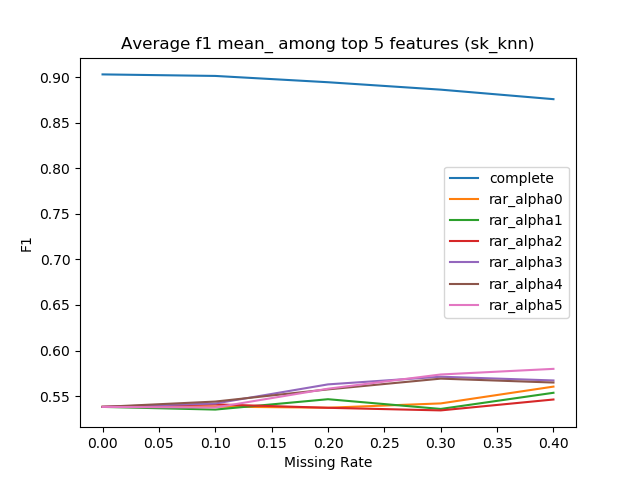 Average f1 mean_ among top 5 features (sk_knn)
0.90
0.85
0.80
0.75
0.70
0.65
0.60
0.55
F1
complete
rar_alpha0
rar_alpha1
rar_alpha2
rar_alpha3
rar_alpha4
rar_alpha5
0.00 0.05 0.10 0.15 0.20 0.25 0.30 0.35 0.40
Missing Rate